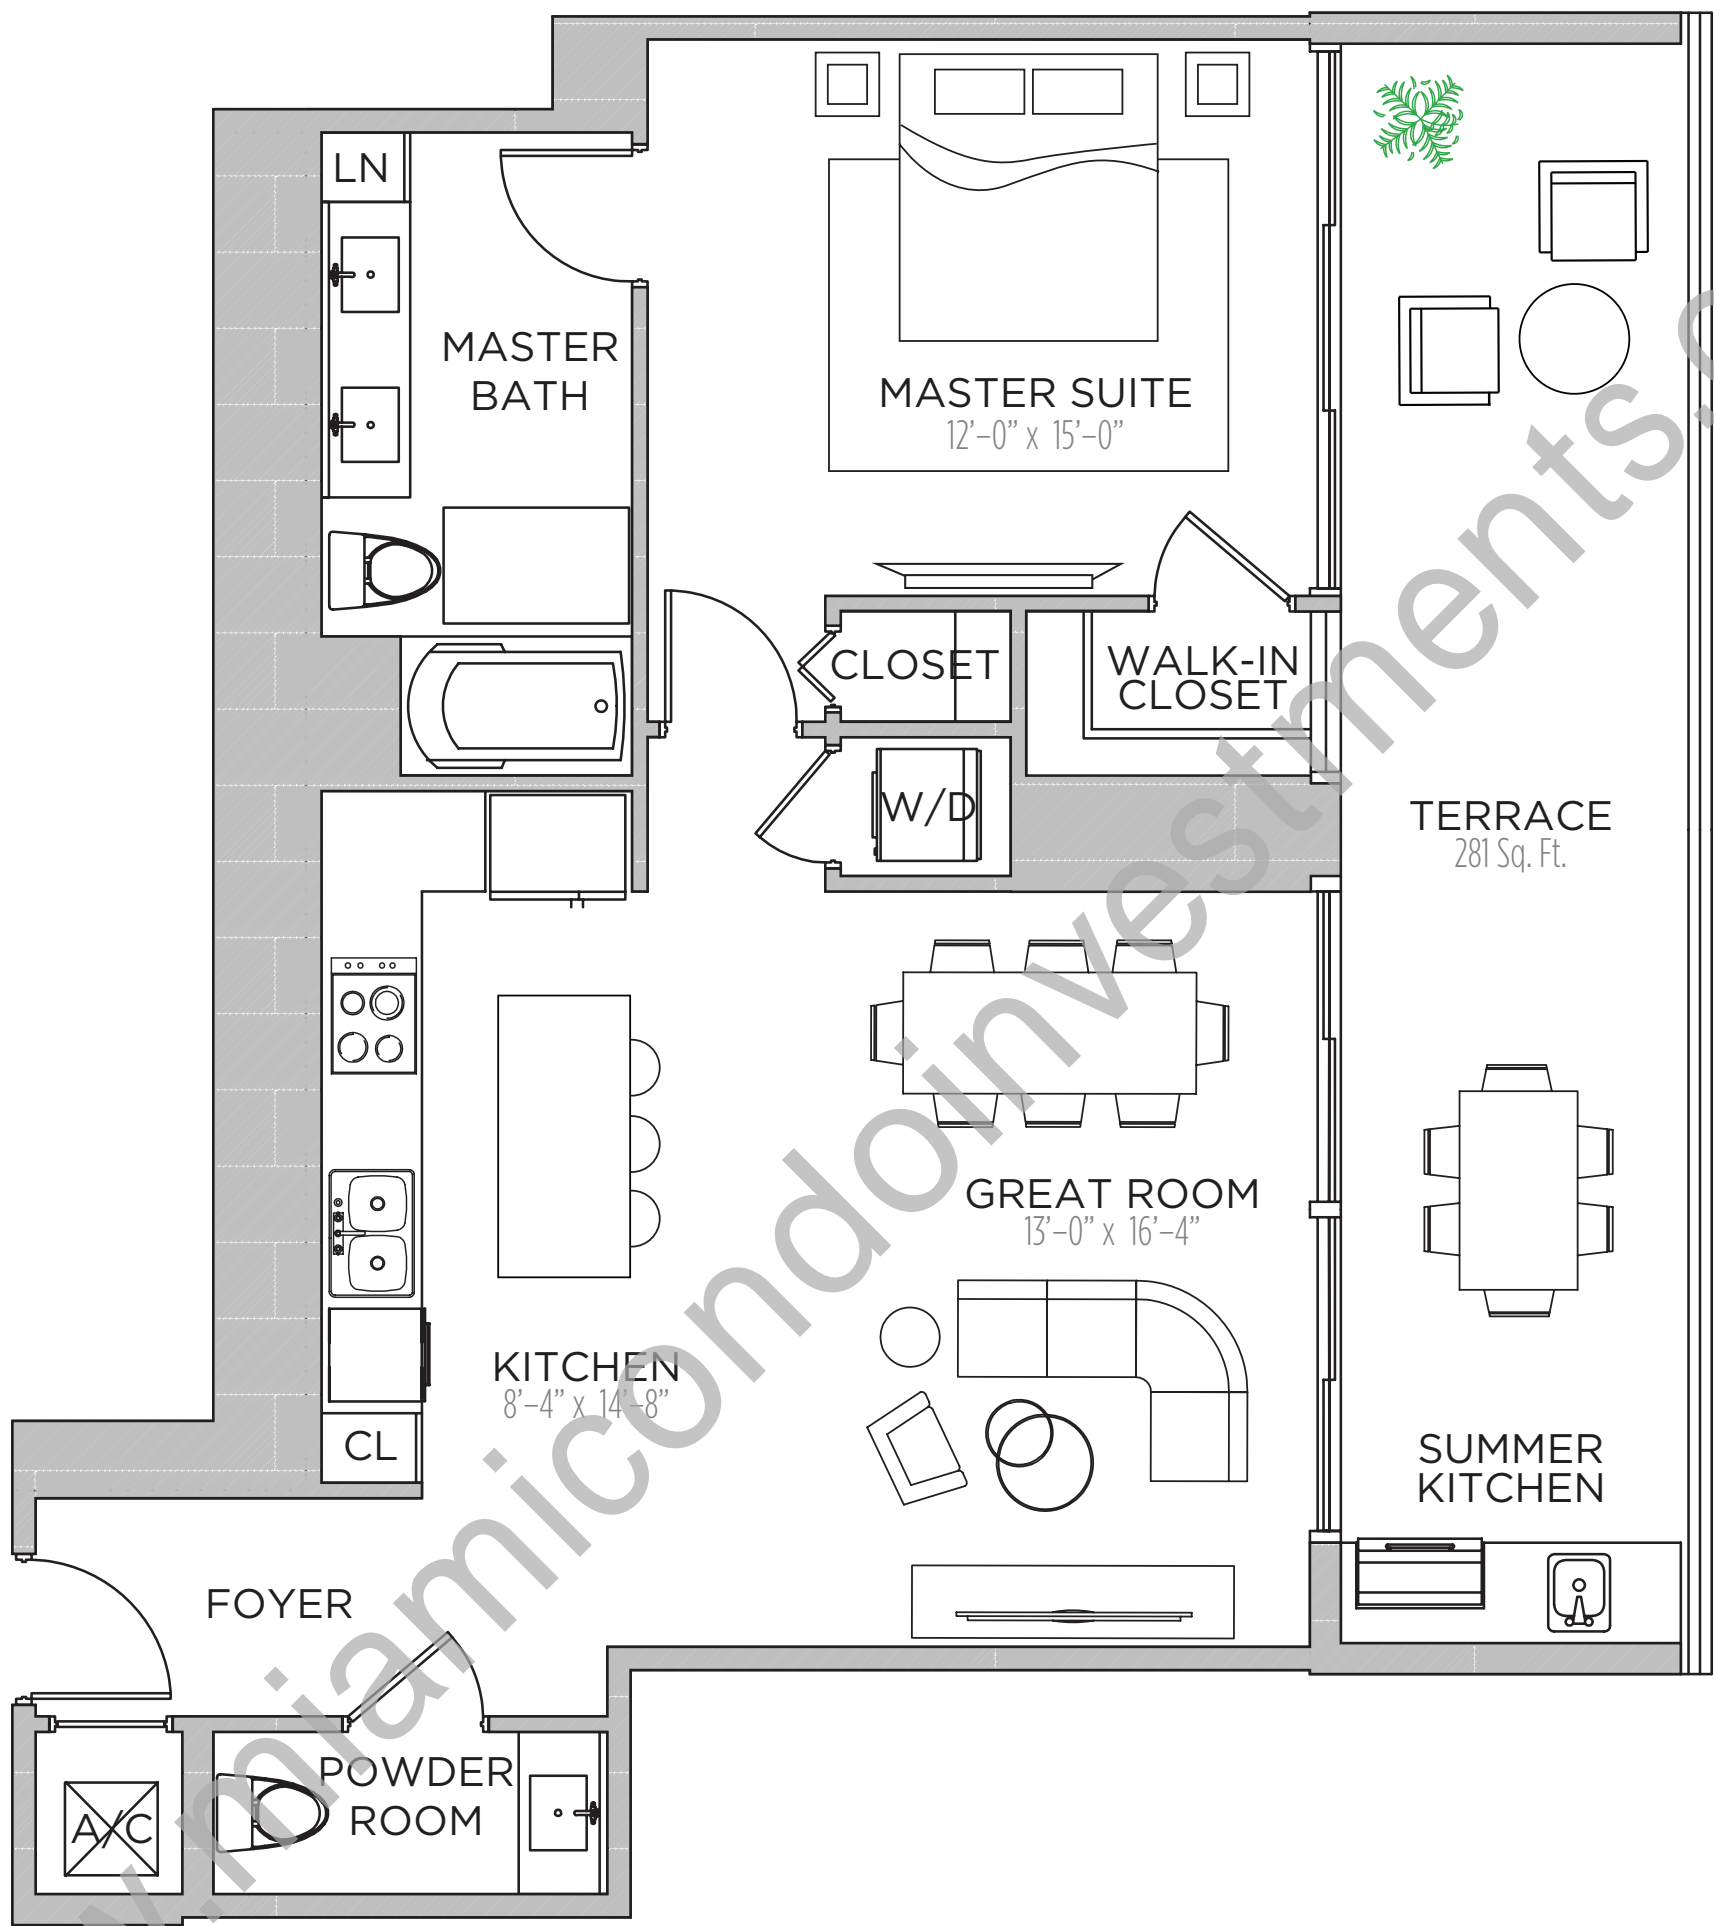 LN
MASTER
BATH
MASTER SUITE
12'-0" x 15'-0"
CLOSET
WALK-IN
CLOSET
W/D
TERRACE
281 Sq. Ft.
GREAT ROOM
13'-0" x 16'-4"
KITCHEN
8'-4" x 14'-8"
CL
SUMMER
KITCHEN
FOYER
POWDER
ROOM
A/C
w.miamicondoinvestments.c